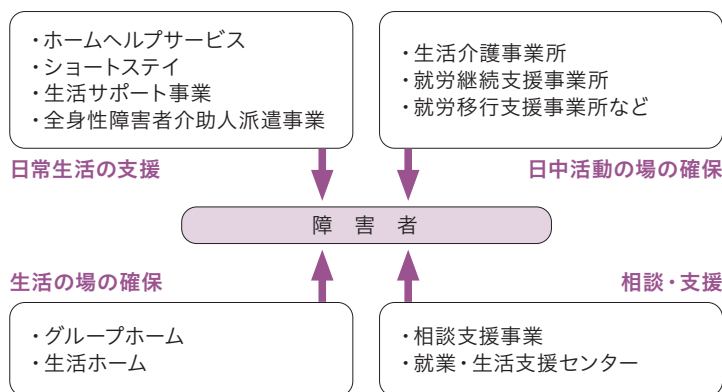 ・ホームヘルプサービス
・ショートステイ
・生活サポート事業
・全身性障害者介助人派遣事業
・生活介護事業所
・就労継続支援事業所
・就労移行支援事業所など
日常生活の支援
日中活動の場の確保
障　害　者
生活の場の確保
相談・支援
・グループホーム
・生活ホーム
・相談支援事業
・就業・生活支援センター